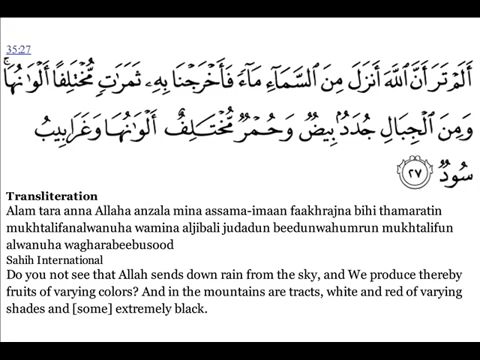 35:27
أَلَمْ تَرَ أَنَّ ٱللَّهَ أَنزَلَ مِنَ ٱلسَّمَآءِ مَآءً فَأَخْرَجْنَا بِهِۦ ثَمَرَٰتٍ مُّخْتَلِفًا أَلْوَٰنُهَا ۚ
وَمِنَ ٱلْجِبَالِ جُدَدٌۢ بِيضٌ وَحُمْرٌ مُّخْتَلِفٌ أَلْوَٰنُهَا وَغَرَابِيبُ
سُودٌ ٢٧
Transliteration
Alam tara anna Allaha anzala mina assama-imaan faakhrajna bihi thamaratin
mukhtalifanalwanuha wamina aljibali judadun beedunwahumrun mukhtalifun
alwanuha wagharabeebusood
Sahih International
Do you not see that Allah sends down rain from the sky, and We produce thereby
fruits of varying colors? And in the mountains are tracts, white and red of varying
shades and [some] extremely black.